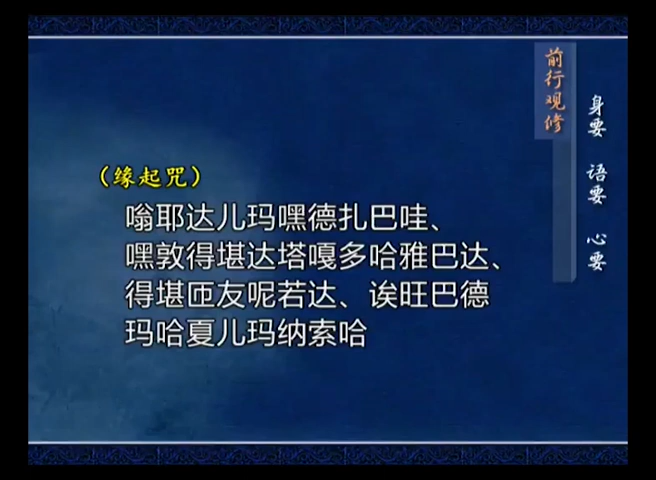 前行观修
身要 语要 心要
（缘起咒）
嗡耶达儿玛嘿德扎巴哇、
嘿敦得堪达塔嘎多哈雅巴达、
得堪匝友呢若达、诶旺巴德
玛哈夏儿玛纳索哈